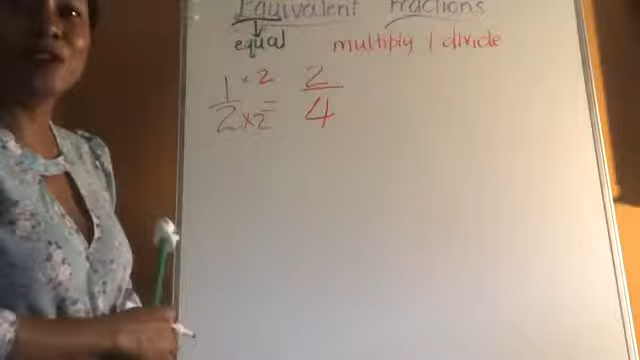 Equivalent Fractions
equal multiply / divide
1 × 2 2
2 × 2 = 4